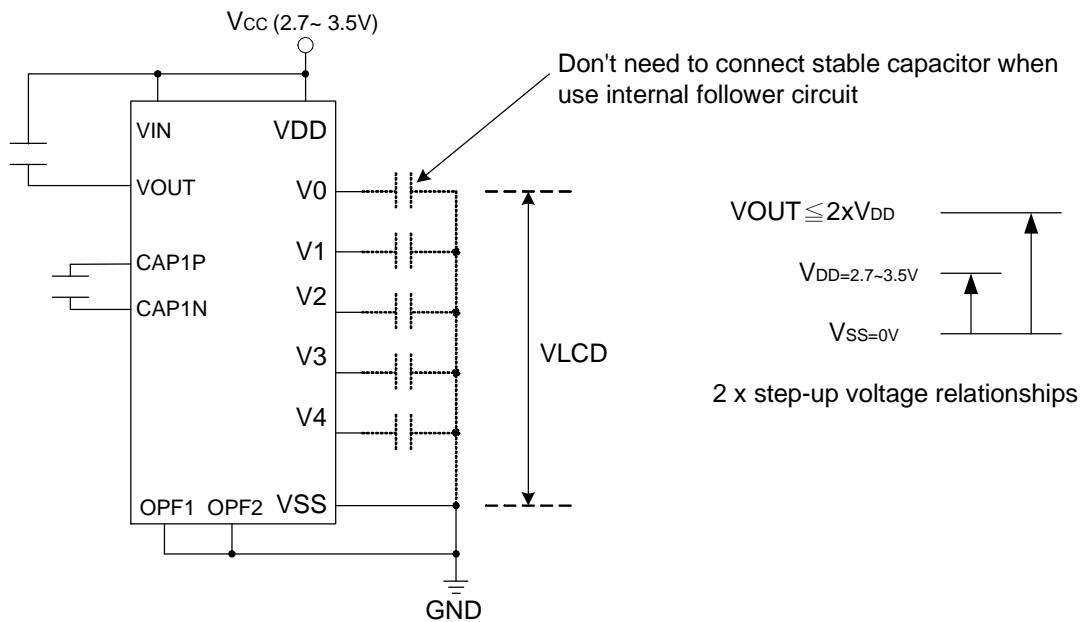 VCC (2.7~ 3.5V)
Don't need to connect stable capacitor when
use internal follower circuit
VIN
VDD
VOUT
V0
VOUT≦2xVDD
CAP1P
V1
VDD=2.7~3.5V
CAP1N
V2
VSS=0V
V3
VLCD
2 x step-up voltage relationships
V4
OPF1 OPF2 VSS
GND